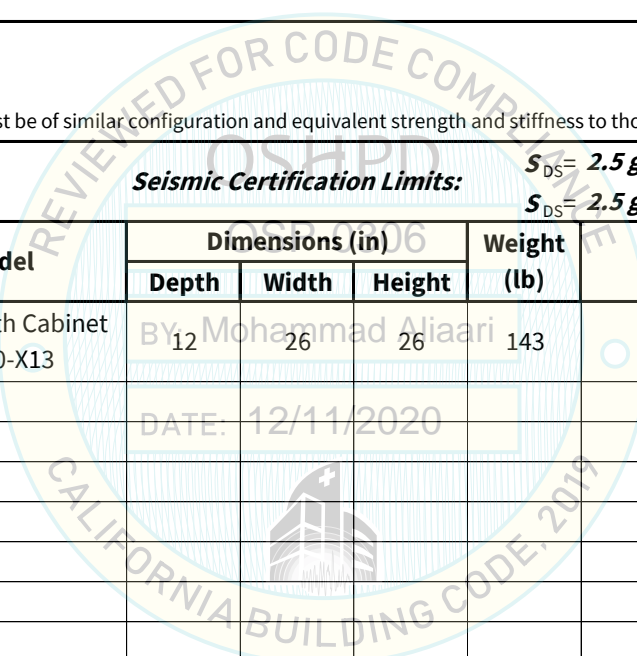 REVIEWED FOR CODE COMPLIANCE
st be of similar configuration and equivalent strength and stiffness to tho
OSHPD
Seismic Certification Limits:
S DS= 2.5 g
S DS= 2.5 g
OSP-0306
Dimensions (in)
Weight (lb)
del
Depth Width Height
th Cabinet
0-X13
BY: Mohammad Aliaari
12 26 26 143
DATE: 12/11/2020
CALIFORNIA BUILDING CODE, 2019